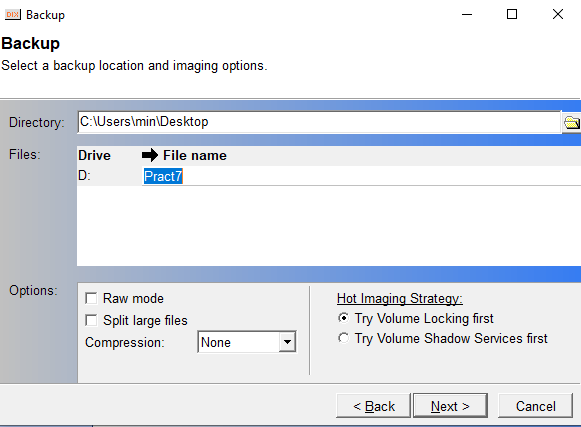 DIX Backup
Backup
Select a backup location and imaging options.
Directory: C:\Users\min\Desktop
Files: Drive File name
D: Pract7
Options:
Raw mode
Split large files
Compression: None
Hot Imaging Strategy:
Try Volume Locking first
Try Volume Shadow Services first
< Back Next > Cancel